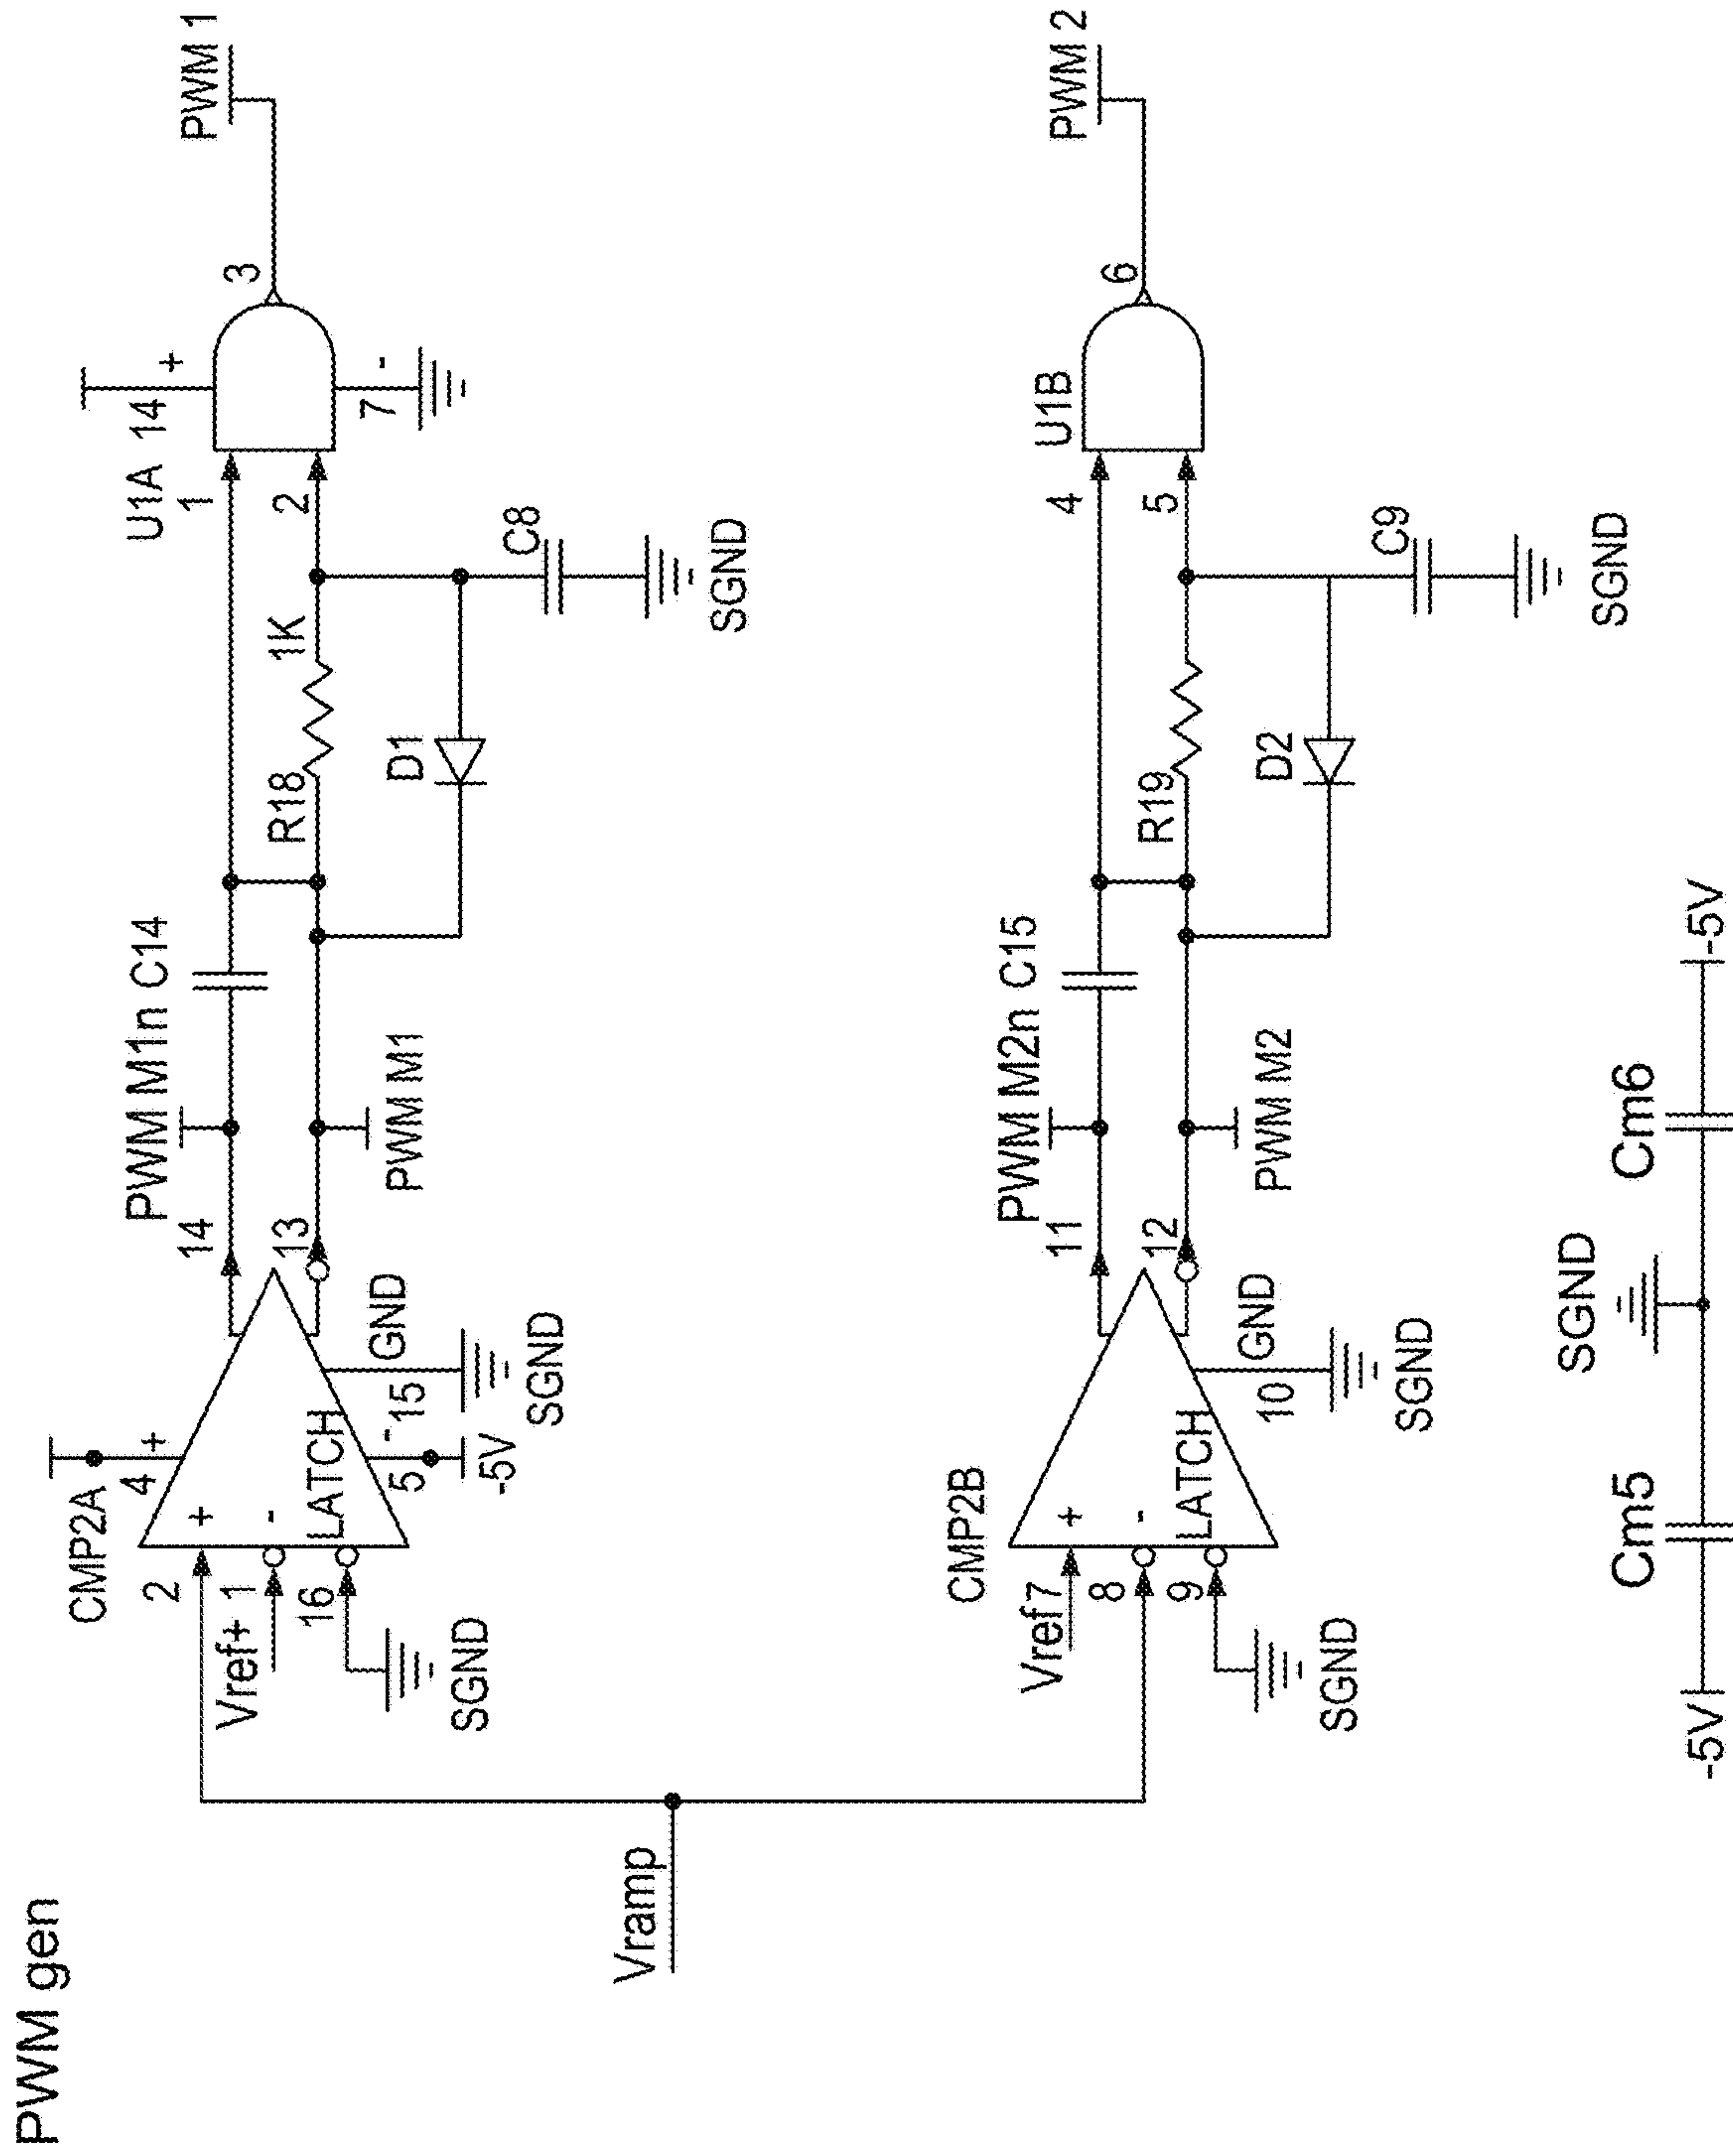 PWM gen
CMP2A
4
+
2
+
Vref+
1
-
16
LATCH
5
-
-5V
15
GND
SGND
SGND
14
13
PWM M1n
C14
PWM M1
R18
1K
D1
C8
SGND
U1A
14
+
1
2
7
-
3
PWM 1
Vramp
CMP2B
Vref
7
+
8
-
9
LATCH
10
GND
SGND
SGND
11
12
PWM M2n
C15
PWM M2
R19
D2
C9
SGND
U1B
4
5
6
PWM 2
-5V
Cm5
SGND
Cm6
-5V